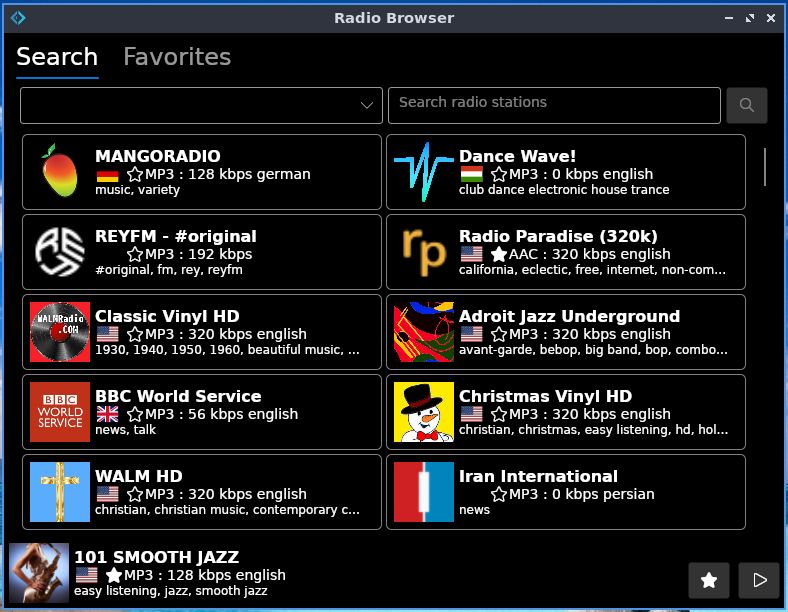 Radio Browser
Search Favorites
Search radio stations
MANGORADIO
MP3 : 128 kbps german
music, variety
Dance Wave!
MP3 : 0 kbps english
club dance electronic house trance
REYFM - #original
MP3 : 192 kbps
#original, fm, rey, reyfm
rp
Radio Paradise (320k)
AAC : 320 kbps english
california, eclectic, free, internet, non-com...
WALMRadio
.COM
Classic Vinyl HD
MP3 : 320 kbps english
1930, 1940, 1950, 1960, beautiful music, ...
Adroit Jazz Underground
MP3 : 320 kbps english
avant-garde, bebop, big band, bop, combo...
BBC
WORLD
SERVICE
BBC World Service
MP3 : 56 kbps english
news, talk
Christmas Vinyl HD
MP3 : 320 kbps english
christian, christmas, easy listening, hd, hol...
WALM HD
MP3 : 320 kbps english
christian, christian music, contemporary c...
Iran International
MP3 : 0 kbps persian
news
101 SMOOTH JAZZ
MP3 : 128 kbps english
easy listening, jazz, smooth jazz